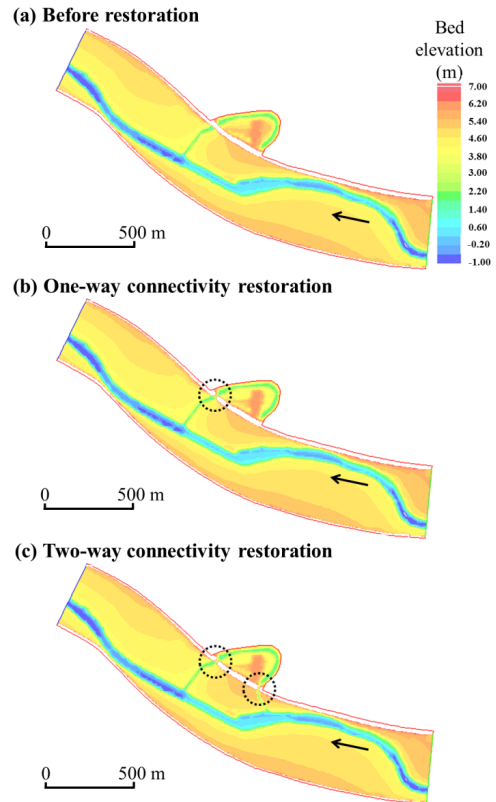 (a) Before restoration
Bed
elevation
(m)
7.00
6.20
5.40
4.60
3.80
3.00
2.20
1.40
0.60
-0.20
-1.00
0 500 m
(b) One-way connectivity restoration
0 500 m
(c) Two-way connectivity restoration
0 500 m